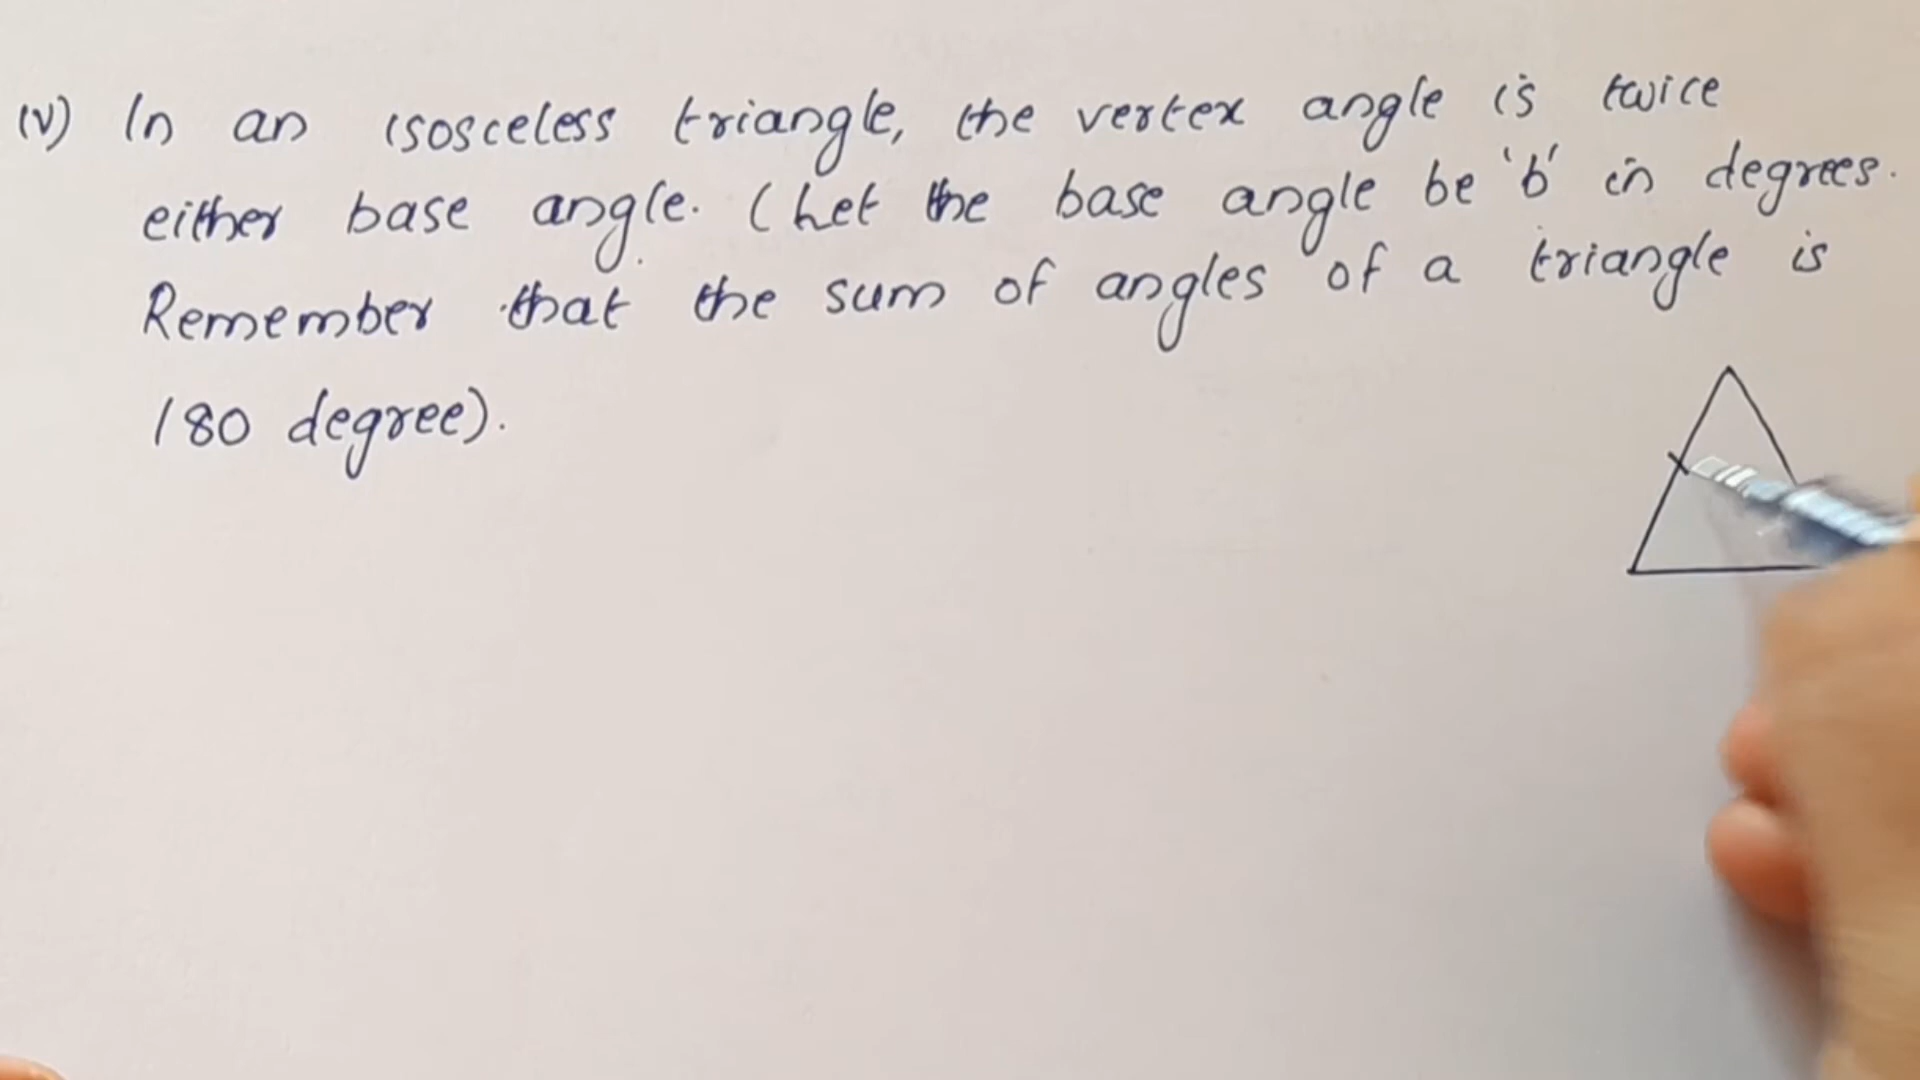 (v) In an isosceless triangle, the vertex angle is twice
either base angle. (Let the base angle be 'b' in degrees.
Remember that the sum of angles of a triangle is
180 degree).